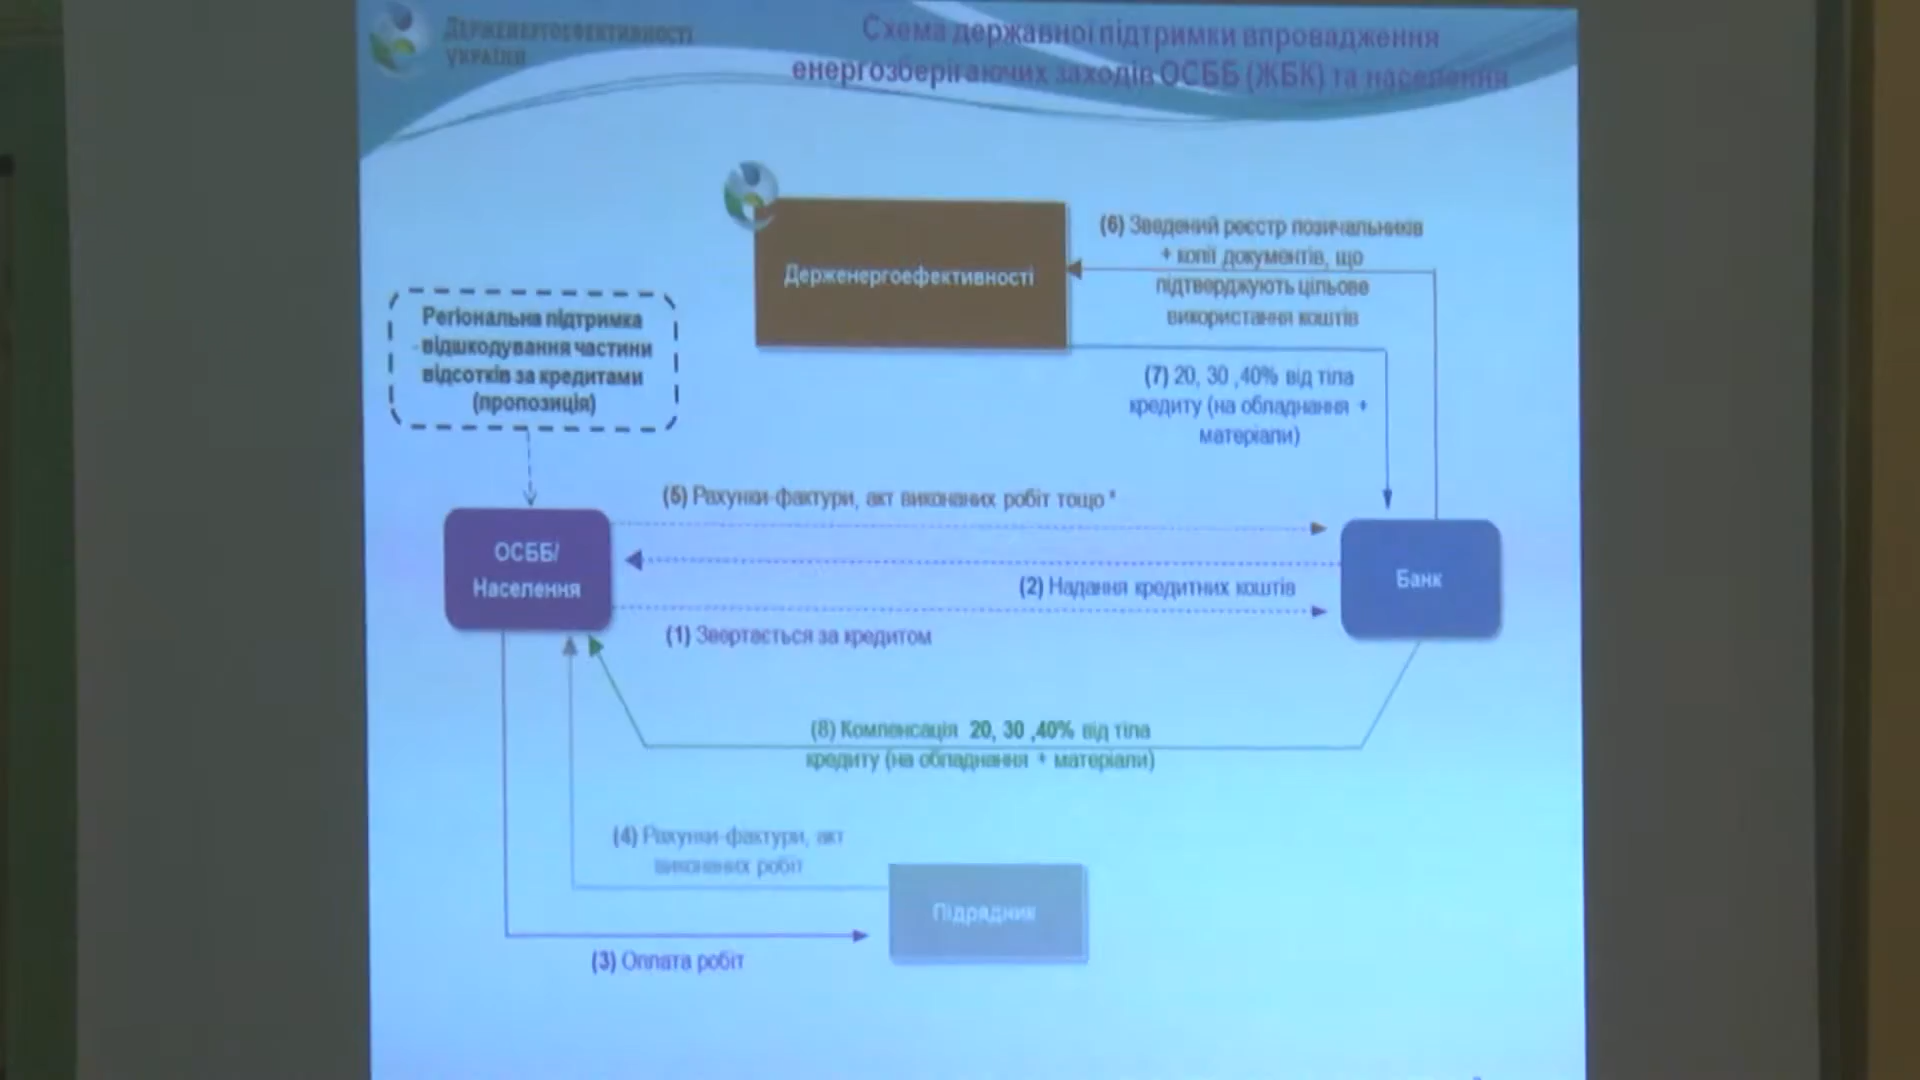 Держенергоефективності
України
Схема державної підтримки впровадження
енергозберігаючих заходів ОСББ (ЖБК) та населення
Держенергоефективності
(6) Зведений реєстр позичальників
+ копії документів, що
підтверджують цільове
використання коштів
Регіональна підтримка
- відшкодування частини
відсотків за кредитами
(пропозиція)
(7) 20, 30 ,40% від тіла
кредиту (на обладнання +
матеріали)
(5) Рахунки-фактури, акт виконаних робіт тощо *
ОСББ/
Населення
Банк
(2) Надання кредитних коштів
(1) Звертається за кредитом
(8) Компенсація 20, 30 ,40% від тіла
кредиту (на обладнання + матеріали)
(4) Рахунки-фактури, акт
виконаних робіт
Підрядник
(3) Оплата робіт